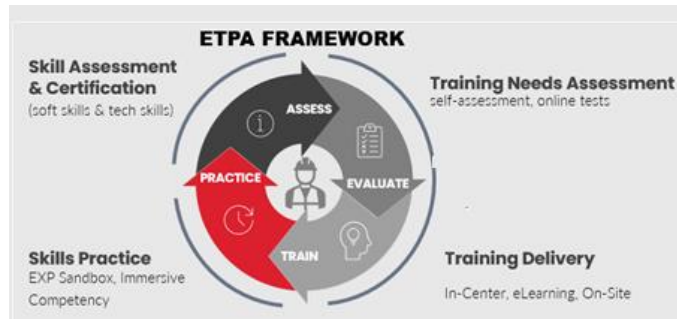 ETPA FRAMEWORK
Skill Assessment
& Certification
(soft skills & tech skills)
Training Needs Assessment
self-assessment, online tests
ASSESS
PRACTICE
EVALUATE
TRAIN
Skills Practice
EXP Sandbox, Immersive
Competency
Training Delivery
In-Center, eLearning, On-Site